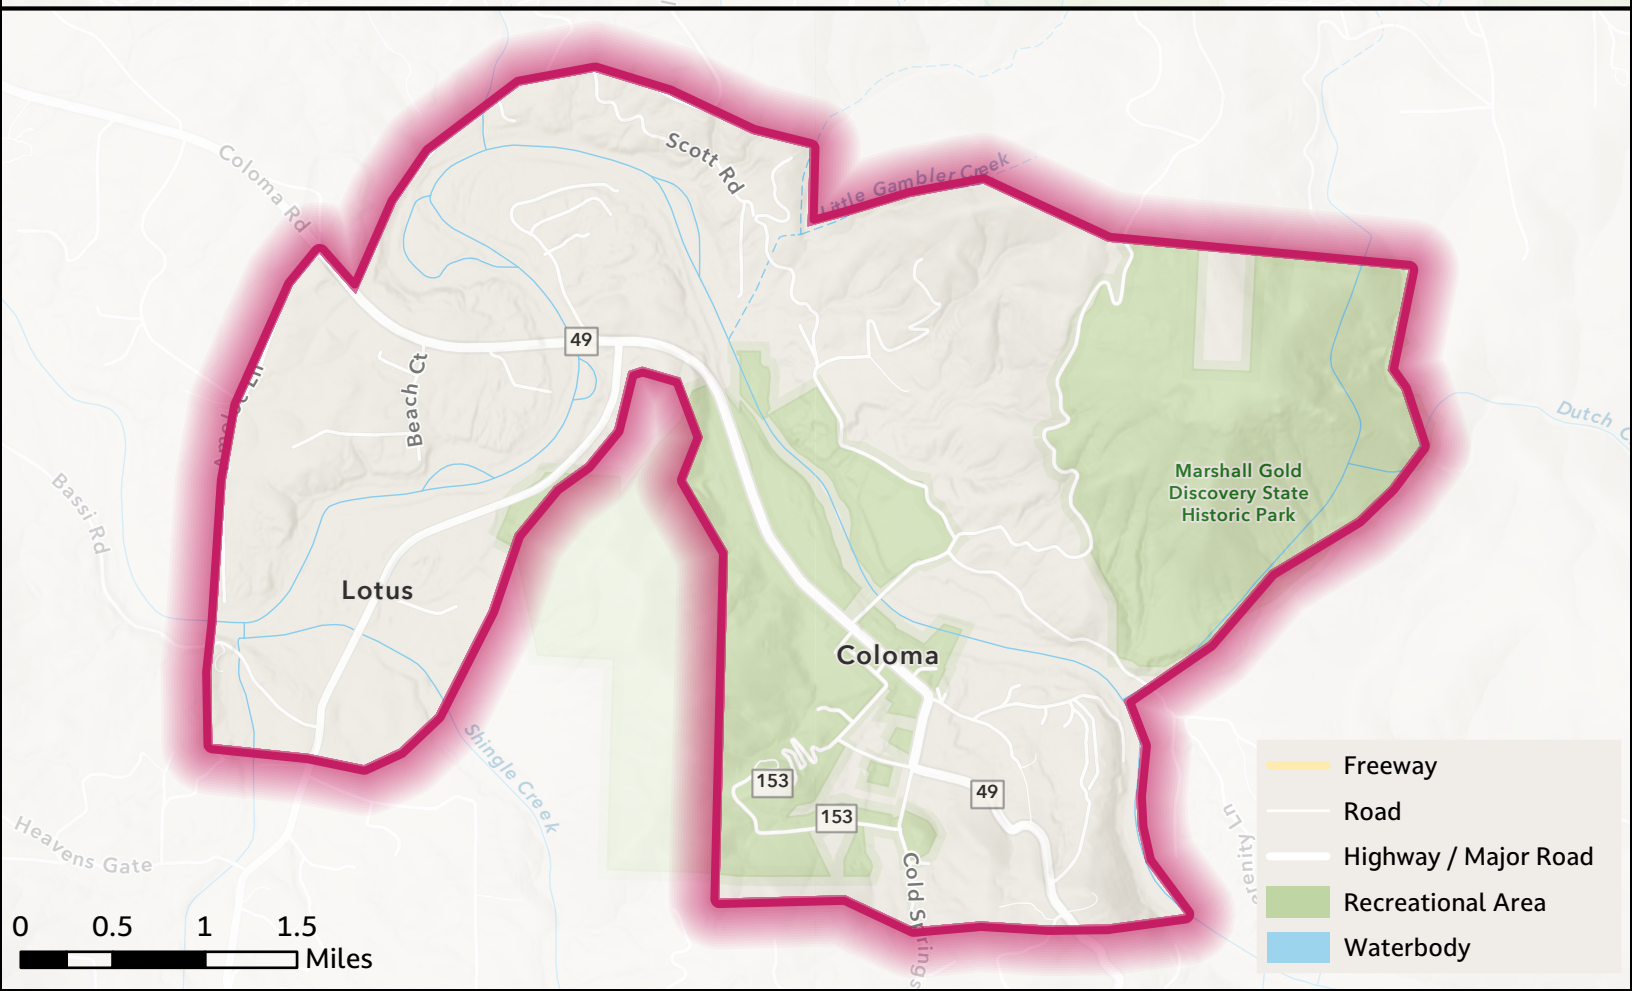 Scott Rd
Little Gambler Creek
Coloma Rd
49
Beach Ct
Dutch
Bassi Rd
Marshall Gold
Discovery State
Historic Park
Lotus
Coloma
Shingle Creek
153
49
153
Heavens Gate
Cold Springs
Freeway
Road
Highway / Major Road
Recreational Area
Waterbody
0 0.5 1 1.5
Miles